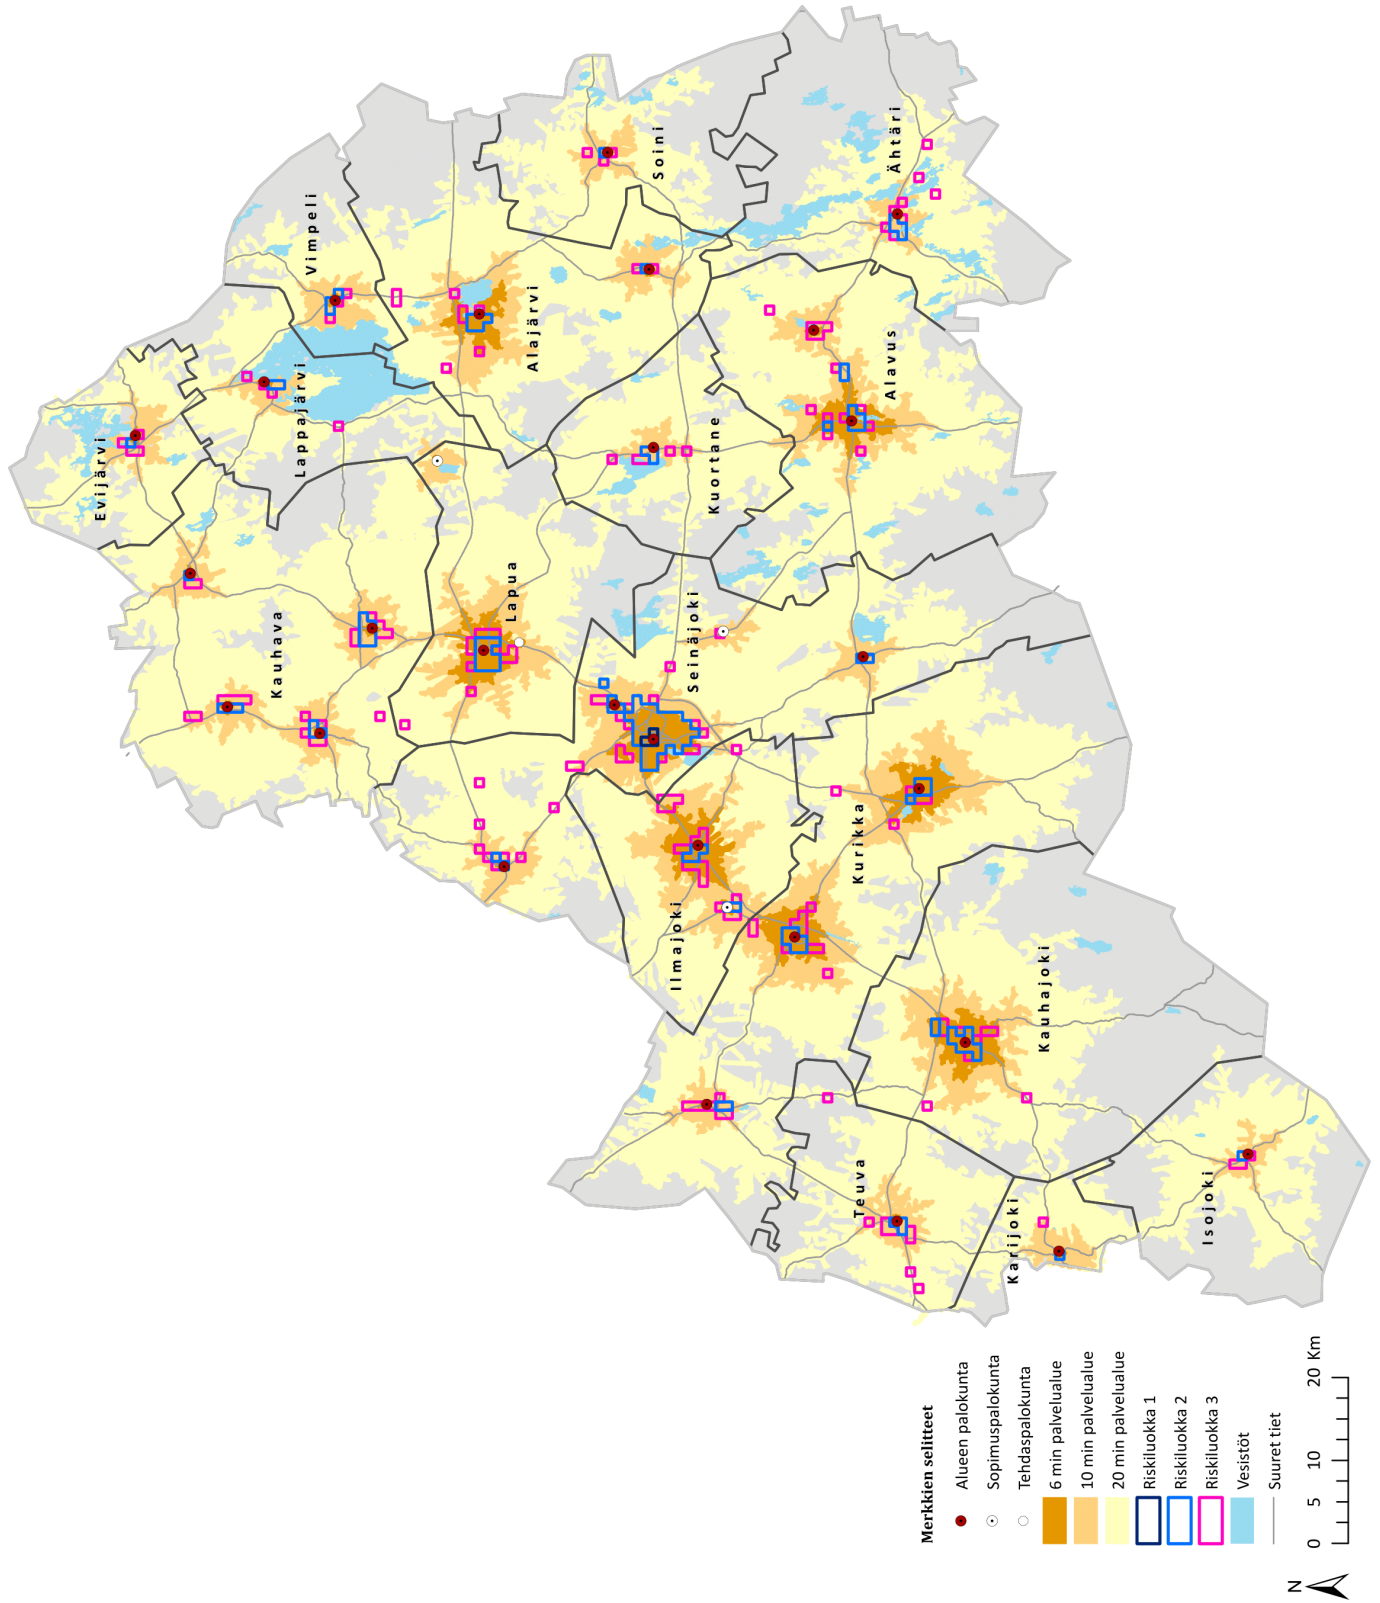 Evijärvi
Vimpeli
Lappajärvi
Kauhava
Soini
Alajärvi
Lapua
Kuortane
Ähtäri
Alavus
Seinäjoki
Ilmajoki
Kurikka
Kauhajoki
Teuva
Karijoki
Isojoki
Merkkien selitteet
Alueen palokunta
Sopimuspalokunta
Tehdaspalokunta
6 min palvelualue
10 min palvelualue
20 min palvelualue
Riskiluokka 1
Riskiluokka 2
Riskiluokka 3
Vesistöt
Suuret tiet
0 5 10 20 Km
N